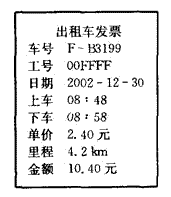 出租车发票
车号 F-B3199
工号 00FFFF
日期 2002-12-30
上车 08:48
下车 08:58
单价 2.40元
里程 4.2km
金额 10.40元